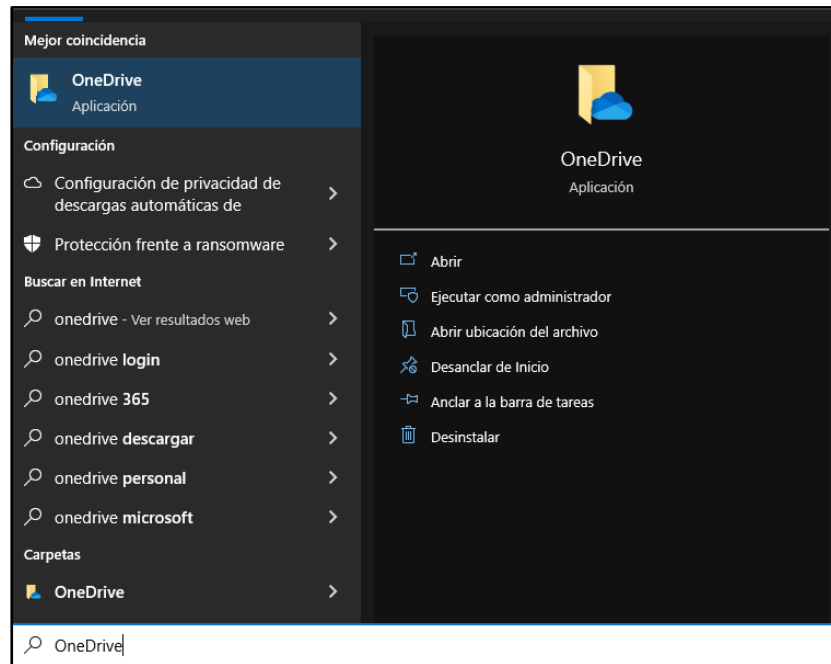 Mejor coincidencia
OneDrive
Aplicación
Configuración
Configuración de privacidad de
descargas automáticas de
Protección frente a ransomware
Buscar en Internet
onedrive - Ver resultados web
onedrive login
onedrive 365
onedrive descargar
onedrive personal
onedrive microsoft
Carpetas
OneDrive
OneDrive
OneDrive
Aplicación
Abrir
Ejecutar como administrador
Abrir ubicación del archivo
Desanclar de Inicio
Anclar a la barra de tareas
Desinstalar